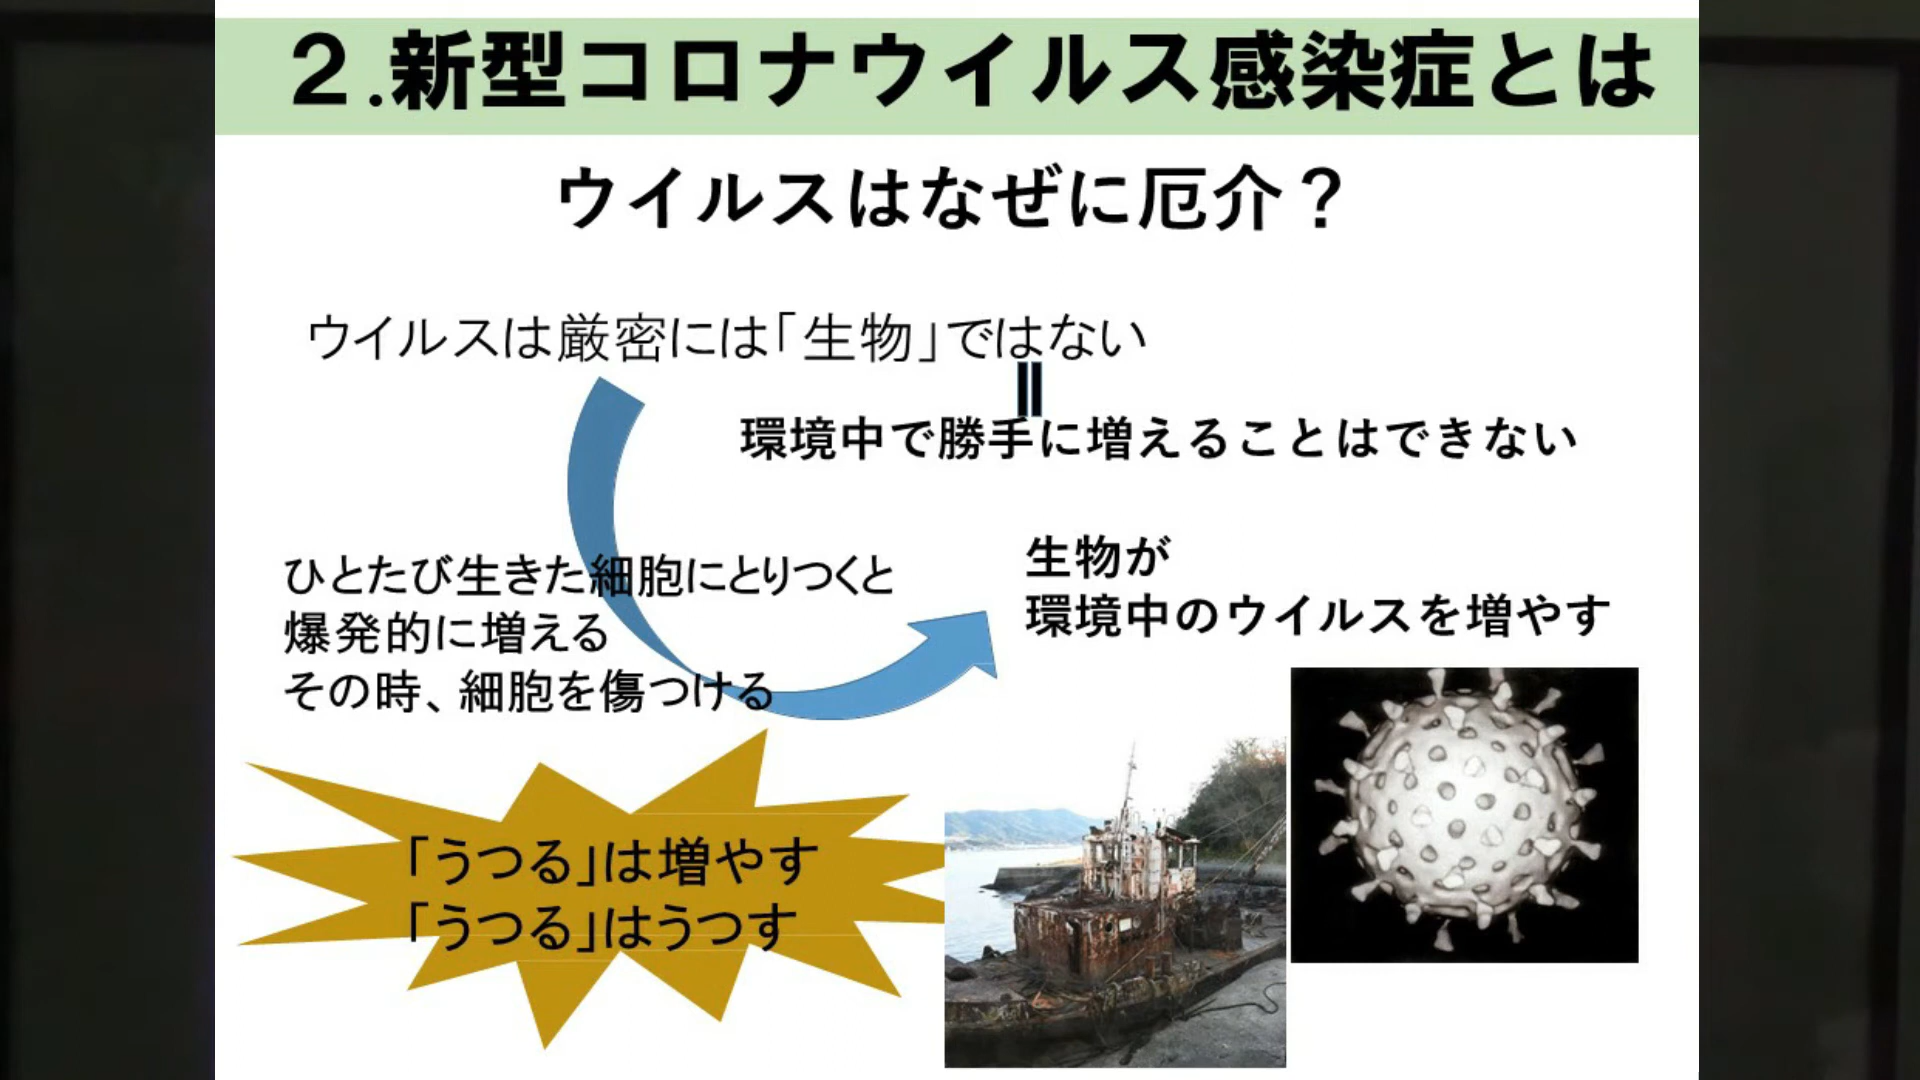 ２.新型コロナウイルス感染症とは
ウイルスはなぜに厄介？
ウイルスは厳密には「生物」ではない
環境中で勝手に増えることはできない
ひとたび生きた細胞にとりつくと
爆発的に増える
その時、細胞を傷つける
生物が
環境中のウイルスを増やす
「うつる」は増やす
「うつる」はうつす